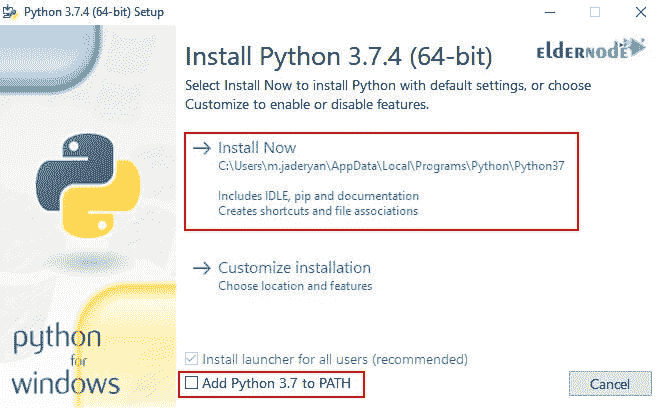 Python 3.7.4 (64-bit) Setup
Install Python 3.7.4 (64-bit)
ELDERNODE
Select Install Now to install Python with default settings, or choose
Customize to enable or disable features.
Install Now
C:\Users\m.jaderyan\AppData\Local\Programs\Python\Python37
Includes IDLE, pip and documentation
Creates shortcuts and file associations
Customize installation
Choose location and features
python
for
windows
Install launcher for all users (recommended)
Add Python 3.7 to PATH
Cancel